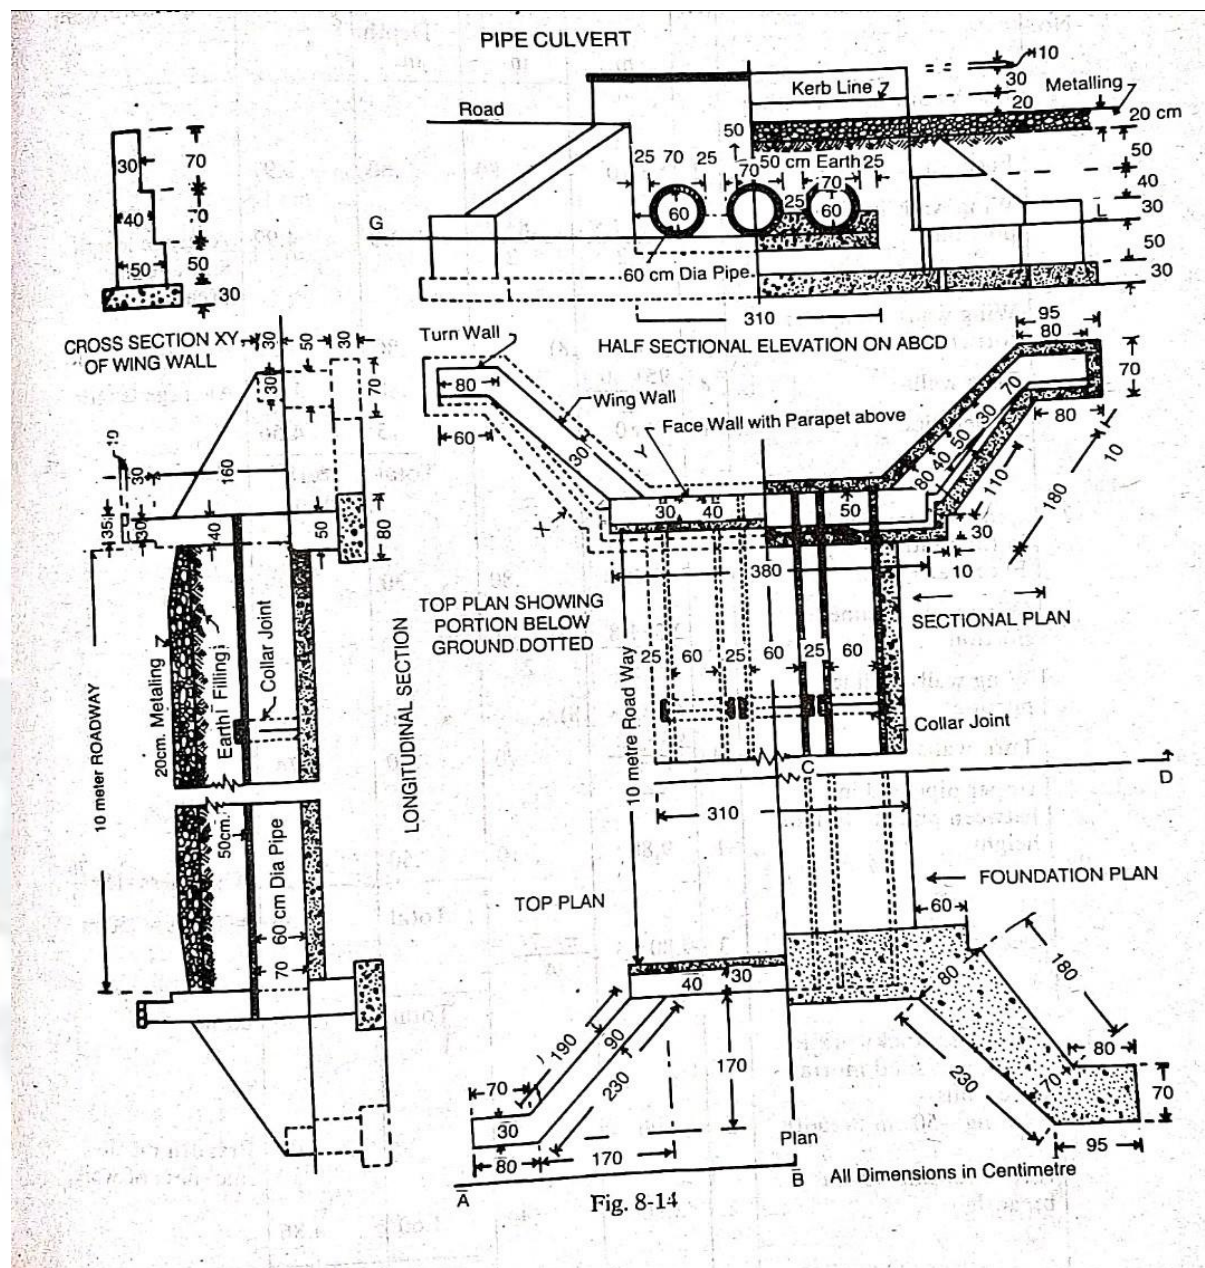 PIPE CULVERT
Road
Kerb Line
Metalling
10
30
20
20 cm
50
25 70 25
70
50 cm Earth
25
70
60
25
60
50
40
30
50
30
G
L
60 cm Dia Pipe
310
30
70
40
70
50
50
30
CROSS SECTION XY
OF WING WALL
HALF SECTIONAL ELEVATION ON ABCD
Turn Wall
80
Wing Wall
60
30
Face Wall with Parapet above
X
Y
30 40
50
95
80
70
70
30
50
40
80
80
110
10
180
30
10
380
30
50
30
30
70
10
30
160
35
30
40
50
80
10 meter ROADWAY
20cm. Metaling
Earth Filling
Collar Joint
LONGITUDINAL SECTION
50cm.
60 cm Dia Pipe
60
70
TOP PLAN SHOWING
PORTION BELOW
GROUND DOTTED
SECTIONAL PLAN
25 60 25 60 25 60
10 metre Road Way
Collar Joint
C
D
310
FOUNDATION PLAN
60
TOP PLAN
30
40
190
90
230
170
70
30
80
170
80
180
80
70
70
230
95
Plan
A
B
All Dimensions in Centimetre
Fig. 8-14